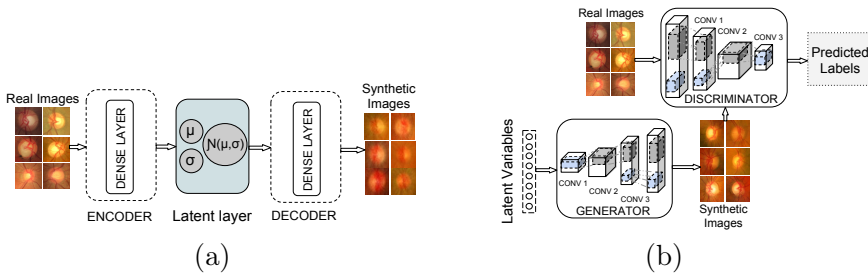 Real Images
DENSE LAYER
ENCODER
μ
σ
N(μ,σ)
Latent layer
DENSE LAYER
DECODER
Synthetic
Images
(a)
Real Images
CONV 1
CONV 2
CONV 3
DISCRIMINATOR
Predicted
Labels
Latent Variables
CONV 1
CONV 2
CONV 3
GENERATOR
Synthetic
Images
(b)